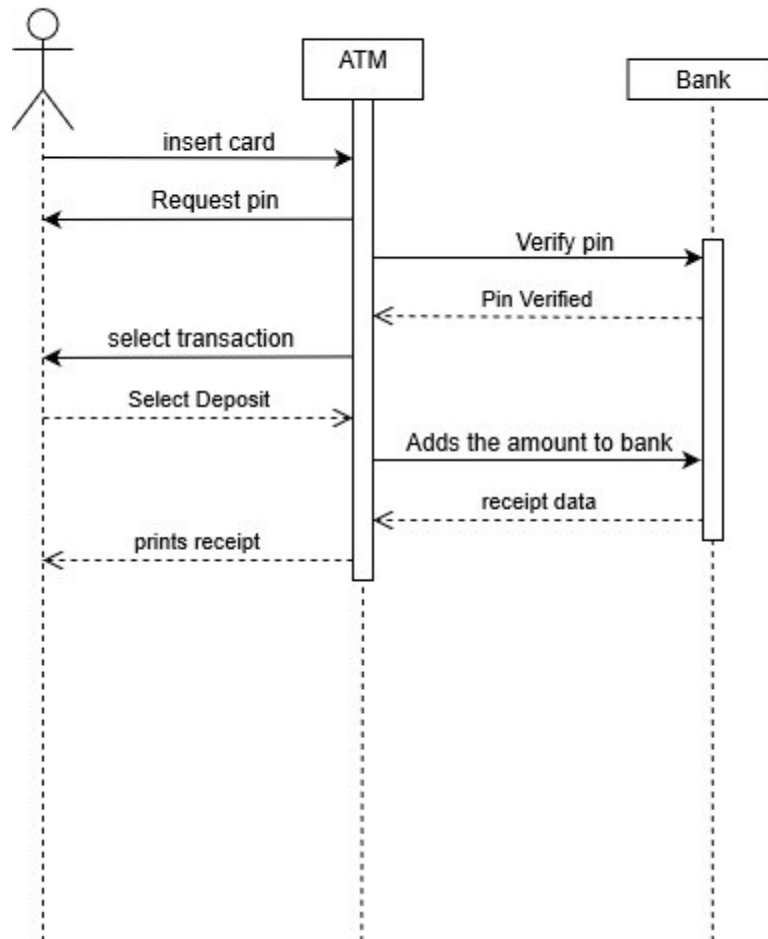 ATM
Bank
insert card
Request pin
Verify pin
Pin Verified
select transaction
Select Deposit
Adds the amount to bank
receipt data
prints receipt